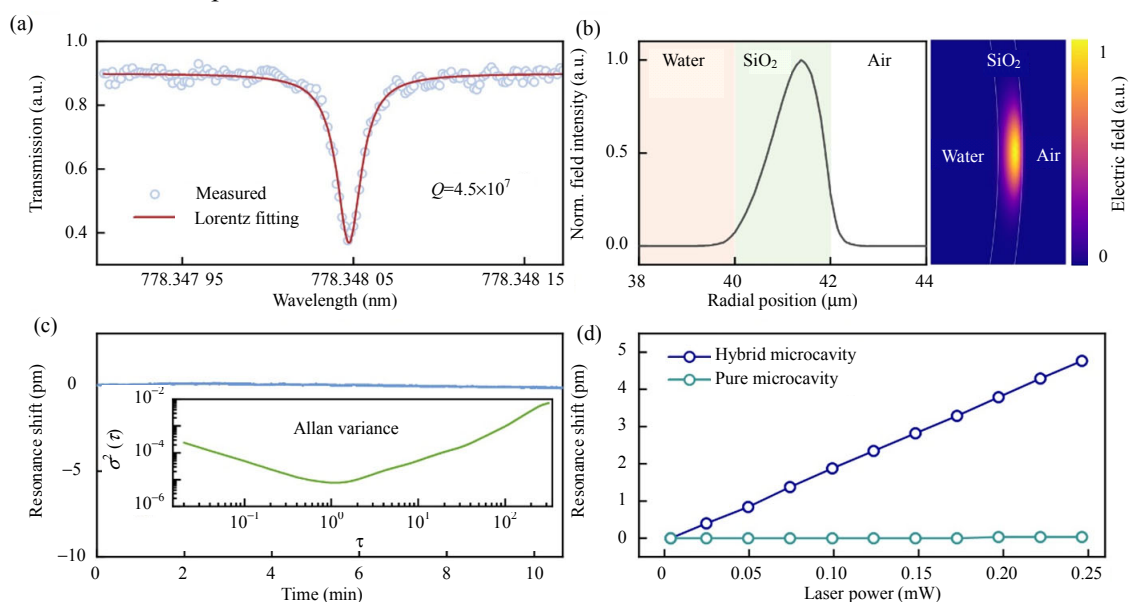 (a)
1.0
0.8
0.6
0.4
Transmission (a.u.)
Measured
Lorentz fitting
Q=4.5×10⁷
778.347 95
778.348 05
778.348 15
Wavelength (nm)
(b)
1.0
0.5
0.0
Norm. field intensity (a.u.)
Water
SiO₂
Air
38
40
42
44
Radial position (μm)
SiO₂
Water
Air
1
0
Electric field (a.u.)
(c)
0
−5
−10
Resonance shift (pm)
Allan variance
10⁻²
10⁻⁴
10⁻⁶
σ² (τ)
10⁻¹
10⁰
10¹
10²
τ
0
2
4
6
8
10
Time (min)
(d)
5
4
3
2
1
0
Resonance shift (pm)
Hybrid microcavity
Pure microcavity
0
0.05
0.10
0.15
0.20
0.25
Laser power (mW)